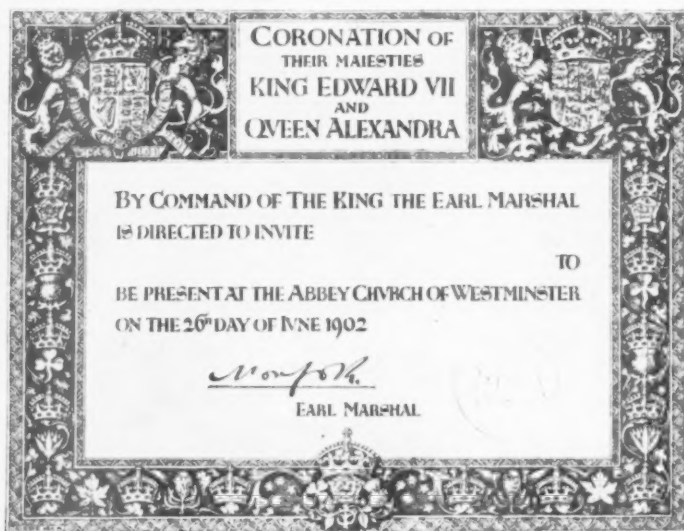 CORONATION OF
THEIR MAIESTIES
KING EDWARD VII
AND
QVEEN ALEXANDRA
BY COMMAND OF THE KING THE EARL MARSHAL
IS DIRECTED TO INVITE
TO
BE PRESENT AT THE ABBEY CHVRCH OF WESTMINSTER
ON THE 26TH DAY OF IVNE 1902
Norfolk.
EARL MARSHAL